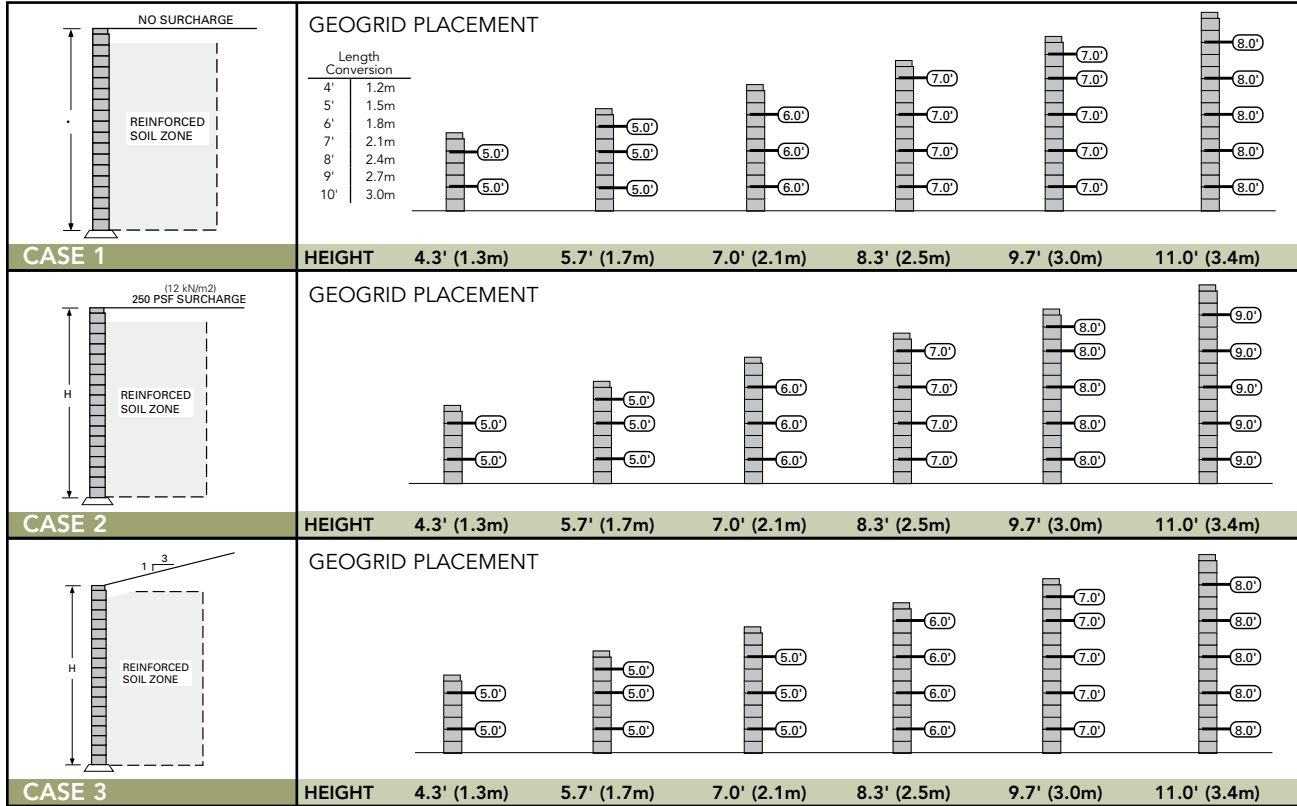 NO SURCHARGE
REINFORCED
SOIL ZONE
CASE 1
GEOGRID PLACEMENT
Length
Conversion
4' 1.2m
5' 1.5m
6' 1.8m
7' 2.1m
8' 2.4m
9' 2.7m
10' 3.0m
5.0'
5.0'
5.0'
5.0'
5.0'
6.0'
6.0'
6.0'
7.0'
7.0'
7.0'
7.0'
7.0'
7.0'
7.0'
7.0'
7.0'
8.0'
8.0'
8.0'
8.0'
8.0'
HEIGHT 4.3' (1.3m) 5.7' (1.7m) 7.0' (2.1m) 8.3' (2.5m) 9.7' (3.0m) 11.0' (3.4m)
(12 kN/m2)
250 PSF SURCHARGE
H
REINFORCED
SOIL ZONE
CASE 2
GEOGRID PLACEMENT
5.0'
5.0'
5.0'
5.0'
5.0'
6.0'
6.0'
6.0'
7.0'
7.0'
7.0'
7.0'
8.0'
8.0'
8.0'
8.0'
8.0'
9.0'
9.0'
9.0'
9.0'
9.0'
HEIGHT 4.3' (1.3m) 5.7' (1.7m) 7.0' (2.1m) 8.3' (2.5m) 9.7' (3.0m) 11.0' (3.4m)
1 3
H
REINFORCED
SOIL ZONE
CASE 3
GEOGRID PLACEMENT
5.0'
5.0'
5.0'
5.0'
5.0'
5.0'
5.0'
5.0'
6.0'
6.0'
6.0'
6.0'
7.0'
7.0'
7.0'
7.0'
7.0'
8.0'
8.0'
8.0'
8.0'
8.0'
HEIGHT 4.3' (1.3m) 5.7' (1.7m) 7.0' (2.1m) 8.3' (2.5m) 9.7' (3.0m) 11.0' (3.4m)